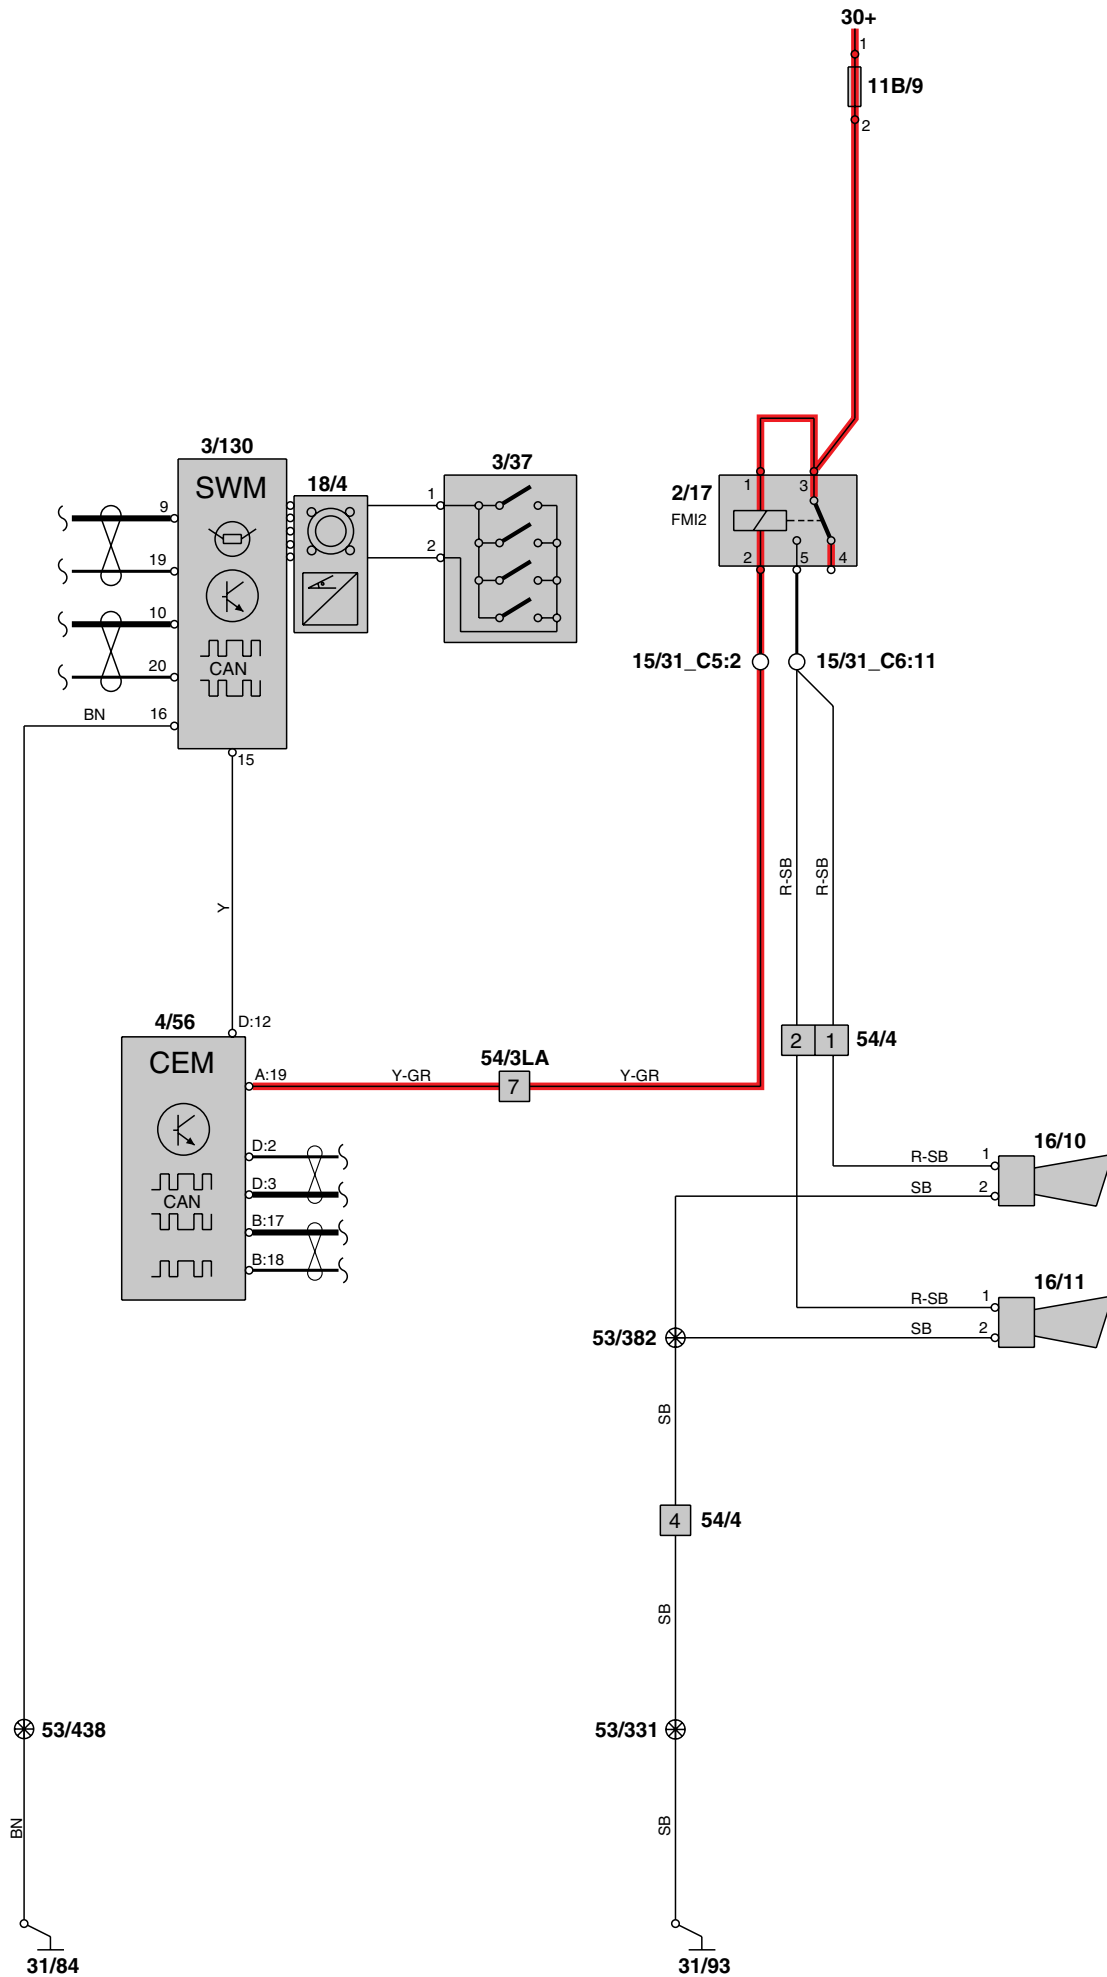 30+
1
11B/9
2
3/130
SWM
18/4
3/37
9
19
10
20
CAN
16
BN
15
1
2
2/17
FMI2
1
3
2
5
4
15/31_C5:2
15/31_C6:11
R-SB
R-SB
Y
4/56
D:12
CEM
A:19
Y-GR
54/3LA
7
Y-GR
2
1
54/4
D:2
D:3
CAN
B:17
B:18
16/10
R-SB
1
SB
2
16/11
R-SB
1
SB
2
53/382
SB
4
54/4
SB
53/438
53/331
BN
SB
31/84
31/93